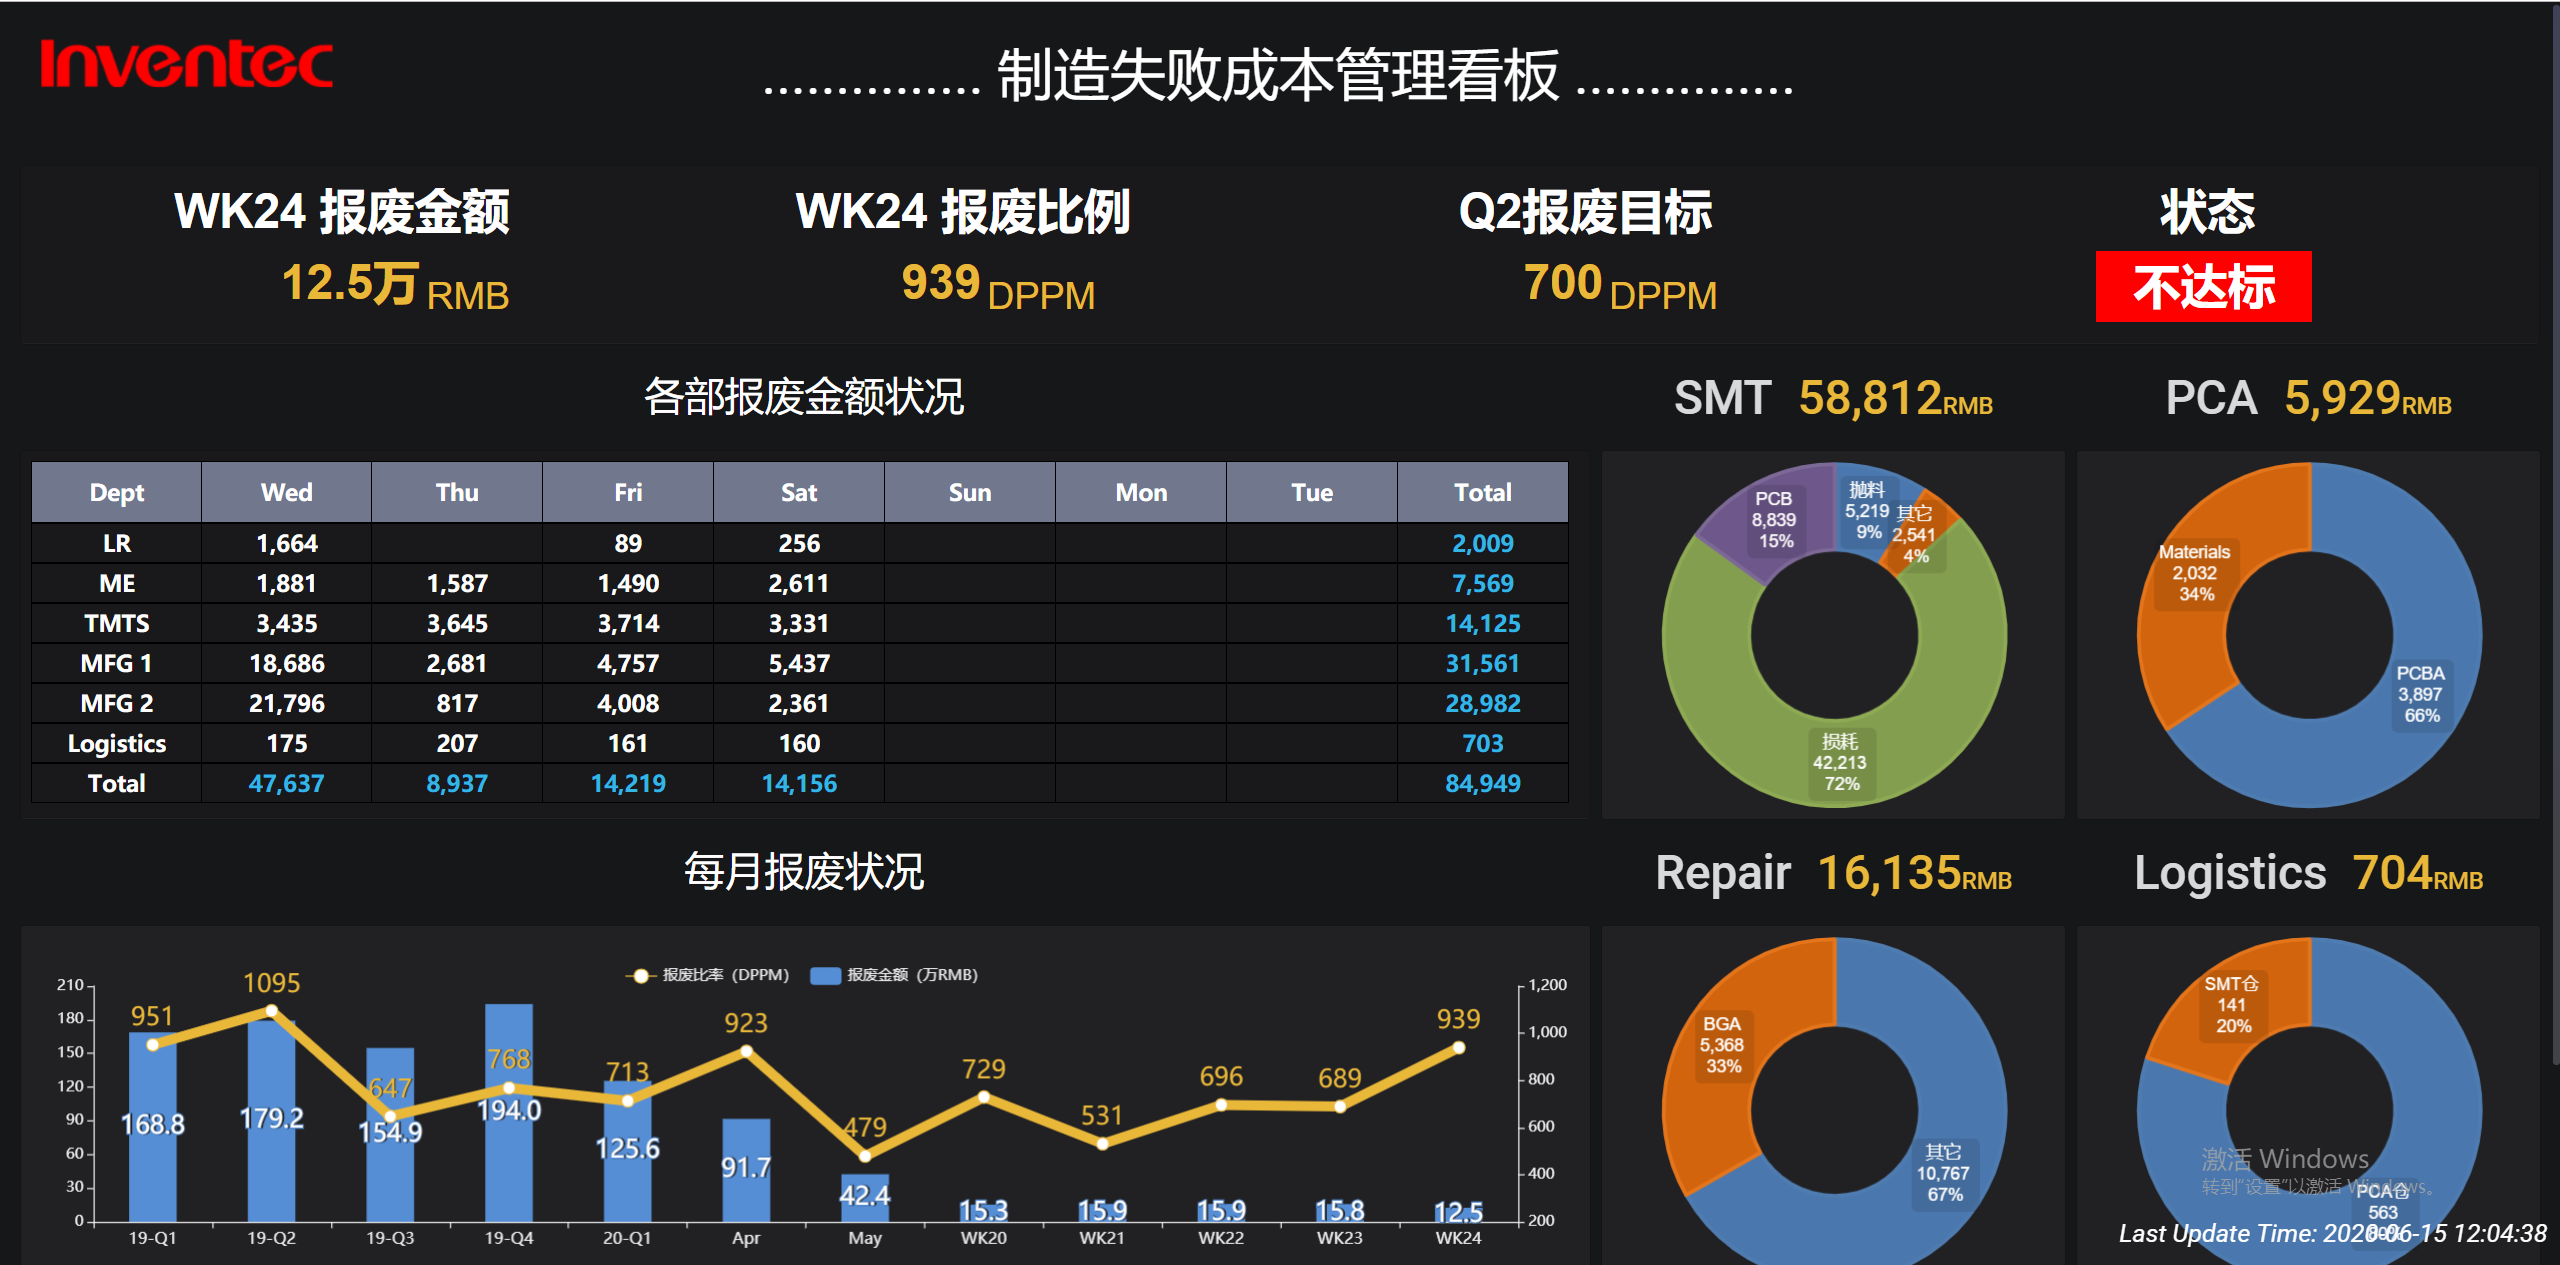 Inventec
............... 制造失败成本管理看板 ...............
WK24 报废金额
12.5万 RMB
WK24 报废比例
939 DPPM
Q2报废目标
700 DPPM
状态
不达标
各部报废金额状况
Dept Wed Thu Fri Sat Sun Mon Tue Total
LR 1,664 89 256 2,009
ME 1,881 1,587 1,490 2,611 7,569
TMTS 3,435 3,645 3,714 3,331 14,125
MFG 1 18,686 2,681 4,757 5,437 31,561
MFG 2 21,796 817 4,008 2,361 28,982
Logistics 175 207 161 160 703
Total 47,637 8,937 14,219 14,156 84,949
SMT 58,812RMB
PCB
8,839
15%
抛料
5,219
9%
其它
2,541
4%
损耗
42,213
72%
PCA 5,929RMB
Materials
2,032
34%
PCBA
3,897
66%
每月报废状况
报废比率（DPPM） 报废金额（万RMB）
210
180
150
120
90
60
30
0
1,200
1,000
800
600
400
200
951 1095 647 768 713 923 479 729 531 696 689 939
168.8 179.2 154.9 194.0 125.6 91.7 42.4 15.3 15.9 15.9 15.8 12.5
19-Q1 19-Q2 19-Q3 19-Q4 20-Q1 Apr May WK20 WK21 WK22 WK23 WK24
Repair 16,135RMB
BGA
5,368
33%
其它
10,767
67%
Logistics 704RMB
SMT仓
141
20%
PCA仓
563
80%
激活 Windows
转到"设置"以激活 Windows。
Last Update Time: 2020-06-15 12:04:38